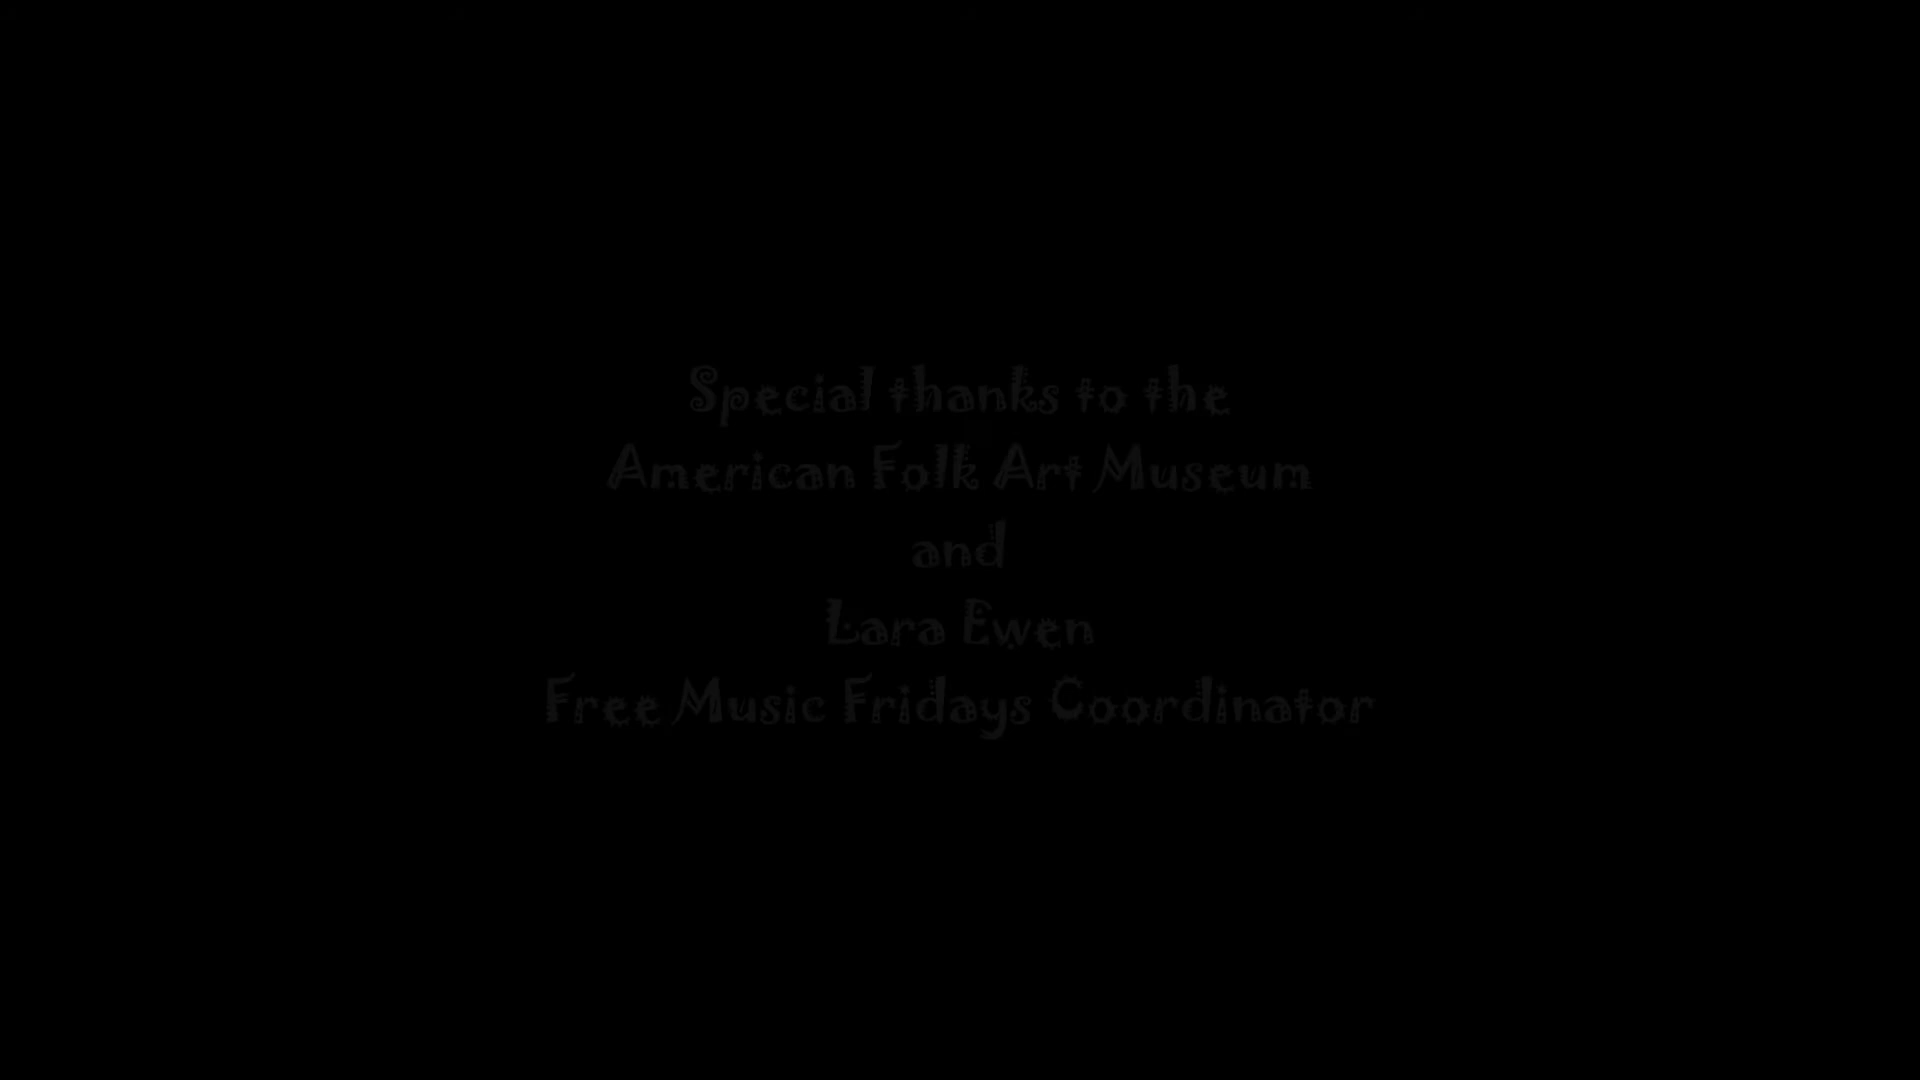 Special thanks to the
American Folk Art Museum
and
Lara Ewen
Free Music Fridays Coordinator